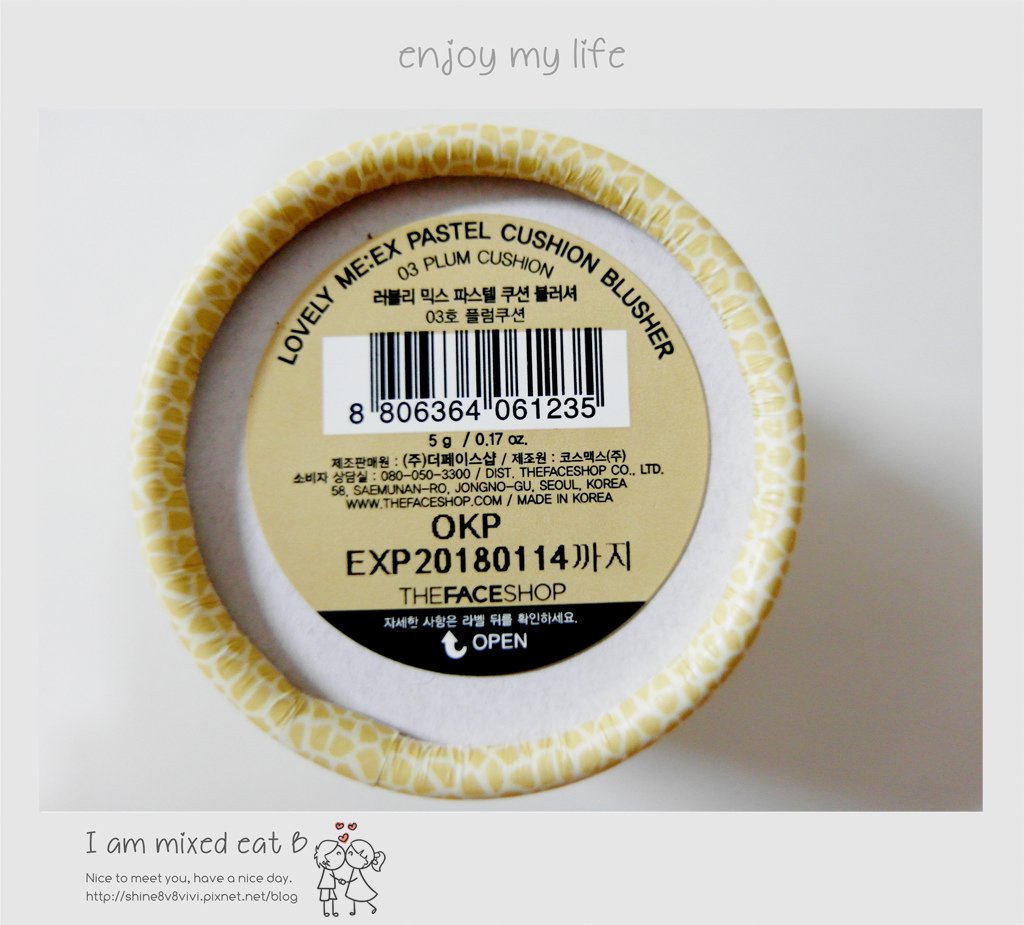 enjoy my life
LOVELY ME:EX PASTEL CUSHION BLUSHER
03 PLUM CUSHION
러블리 믹스 파스텔 쿠션 블러셔
03호 플럼쿠션
8 806364 061235
5 g / 0.17 oz.
제조판매원 : (주)더페이스샵 / 제조원 : 코스맥스(주)
소비자 상담실 : 080-050-3300 / DIST. THEFACESHOP CO., LTD.
58, SAEMUNAN-RO, JONGNO-GU, SEOUL, KOREA
WWW.THEFACESHOP.COM / MADE IN KOREA
OKP
EXP20180114까지
THEFACESHOP
자세한 사항은 라벨 뒤를 확인하세요.
OPEN
I am mixed eat B
Nice to meet you, have a nice day.
http://shine8v8vivi.pixnet.net/blog